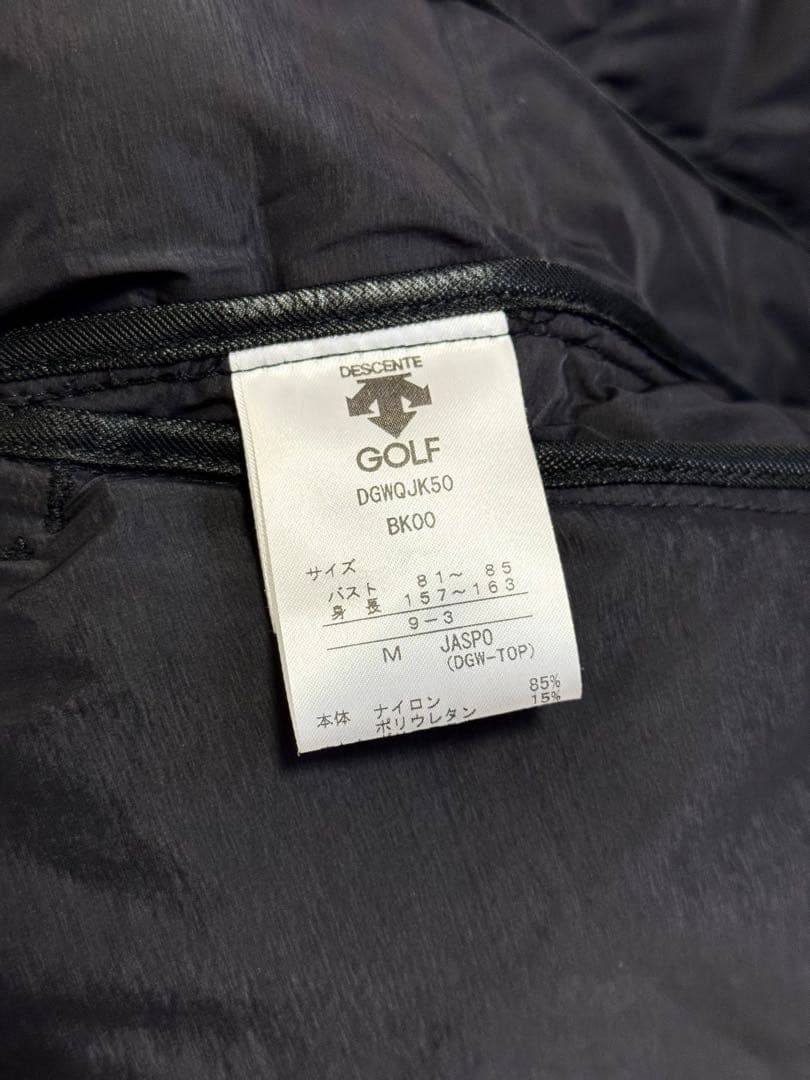 DESCENTE
GOLF
DGWQJK50
BK00
サイズ
バスト 81～ 85
身長 157～163
9-3
M JASPO
(DGW-TOP)
本体 ナイロン 85%
ポリウレタン 15%